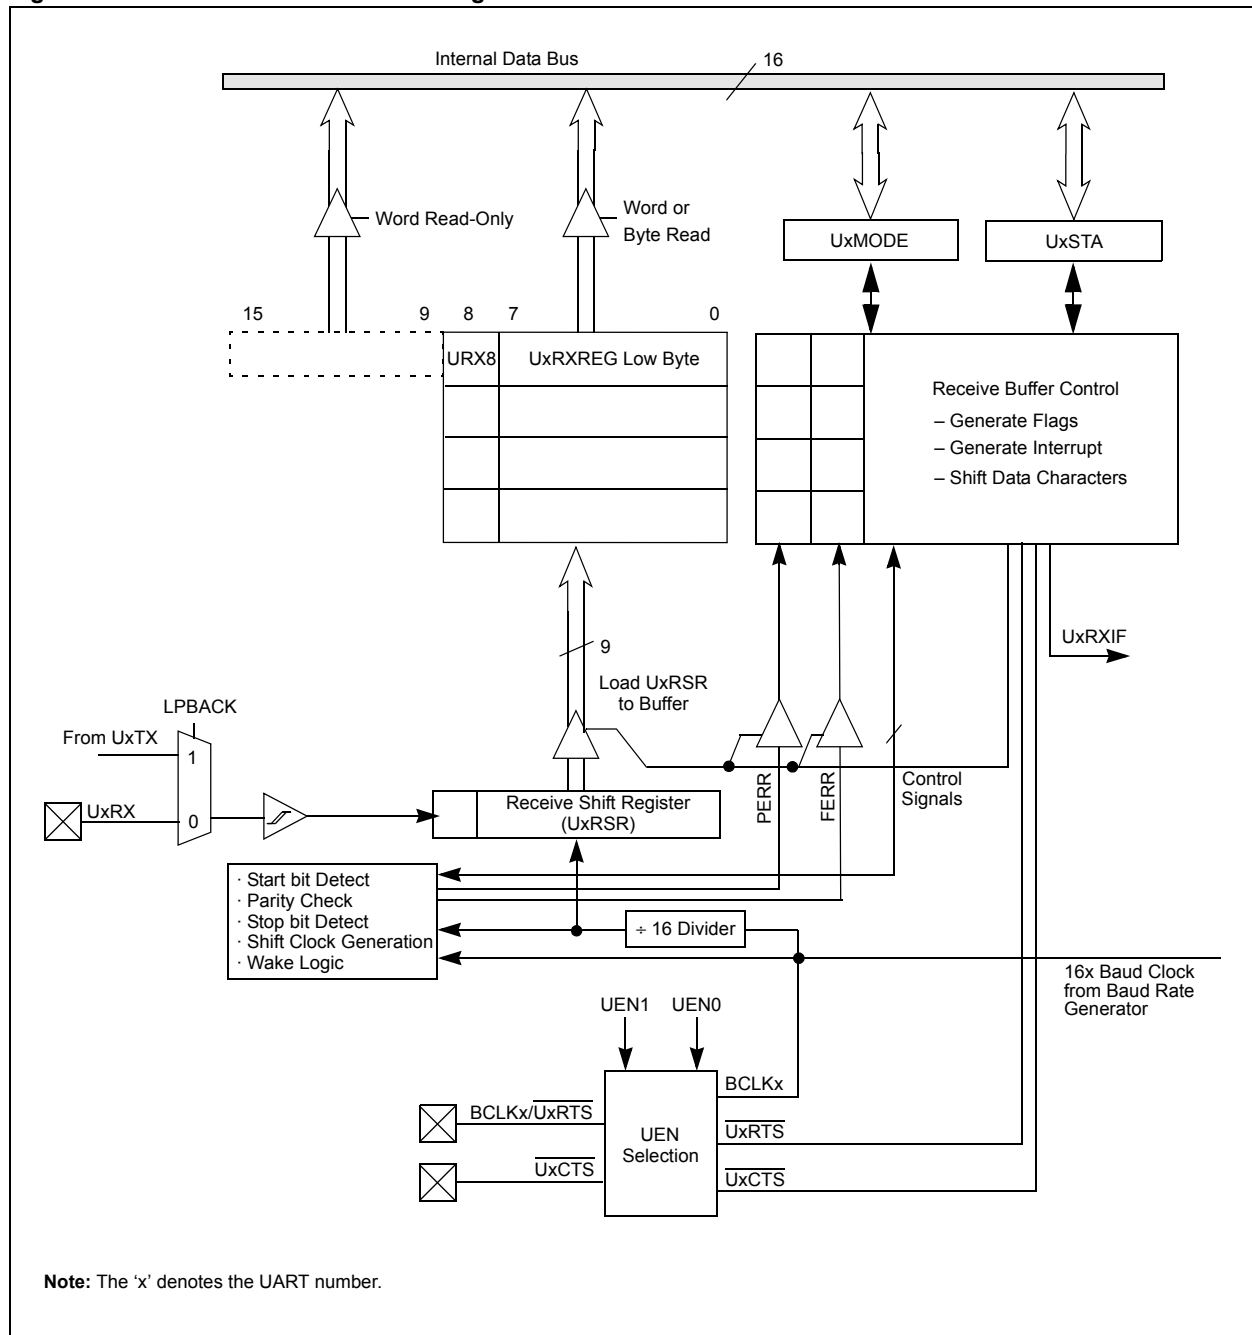 Internal Data Bus
16
Word Read-Only
Word or
Byte Read
UxMODE
UxSTA
15
9
8
7
0
URX8
UxRXREG Low Byte
Receive Buffer Control
– Generate Flags
– Generate Interrupt
– Shift Data Characters
9
UxRXIF
Load UxRSR
to Buffer
LPBACK
From UxTX
1
UxRX
0
Receive Shift Register
(UxRSR)
PERR
FERR
Control
Signals
· Start bit Detect
· Parity Check
· Stop bit Detect
· Shift Clock Generation
· Wake Logic
÷ 16 Divider
16x Baud Clock
from Baud Rate
Generator
UEN1
UEN0
BCLKx
BCLKx/UxRTS
UEN
Selection
UxRTS
UxCTS
UxCTS
Note: The ‘x’ denotes the UART number.